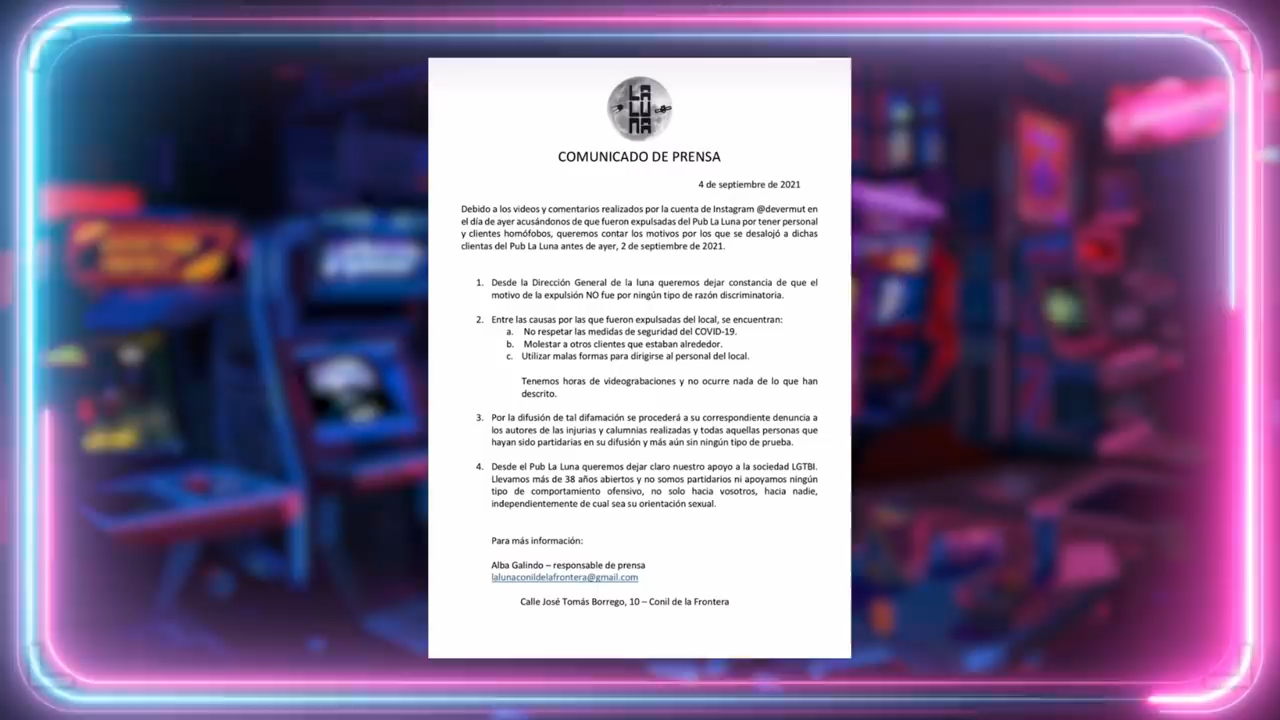 LA
LU
NA
COMUNICADO DE PRENSA
4 de septiembre de 2021
Debido a los videos y comentarios realizados por la cuenta de Instagram @devermut en
el día de ayer acusándonos de que fueron expulsadas del Pub La Luna por tener personal
y clientes homófobos, queremos contar los motivos por los que se desalojó a dichas
clientas del Pub La Luna antes de ayer, 2 de septiembre de 2021.
1. Desde la Dirección General de la luna queremos dejar constancia de que el
motivo de la expulsión NO fue por ningún tipo de razón discriminatoria.
2. Entre las causas por las que fueron expulsadas del local, se encuentran:
a. No respetar las medidas de seguridad del COVID-19.
b. Molestar a otros clientes que estaban alrededor.
c. Utilizar malas formas para dirigirse al personal del local.
Tenemos horas de videograbaciones y no ocurre nada de lo que han
descrito.
3. Por la difusión de tal difamación se procederá a su correspondiente denuncia a
los autores de las injurias y calumnias realizadas y todas aquellas personas que
hayan sido partidarias en su difusión y más aún sin ningún tipo de prueba.
4. Desde el Pub La Luna queremos dejar claro nuestro apoyo a la sociedad LGTBI.
Llevamos más de 38 años abiertos y no somos partidarios ni apoyamos ningún
tipo de comportamiento ofensivo, no solo hacia vosotros, hacia nadie,
independientemente de cual sea su orientación sexual.
Para más información:
Alba Galindo – responsable de prensa
lalunaconildelafrontera@gmail.com
Calle José Tomás Borrego, 10 – Conil de la Frontera